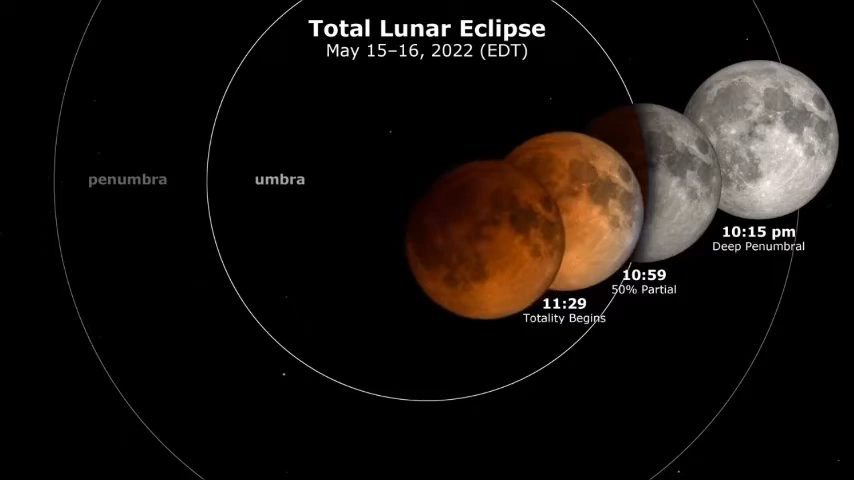 Total Lunar Eclipse
May 15–16, 2022 (EDT)
penumbra
umbra
10:15 pm
Deep Penumbral
10:59
50% Partial
11:29
Totality Begins